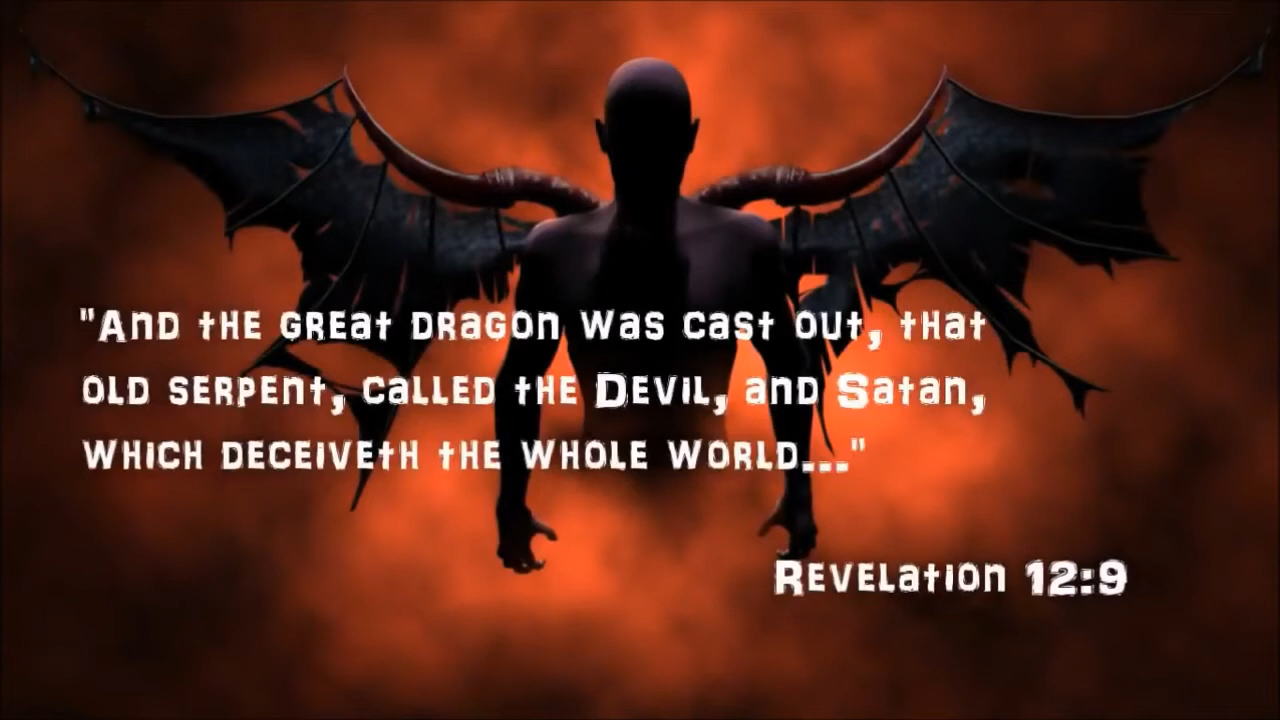 "And the great dragon was cast out, that
old serpent, called the Devil, and Satan,
which deceiveth the whole world..."
Revelation 12:9